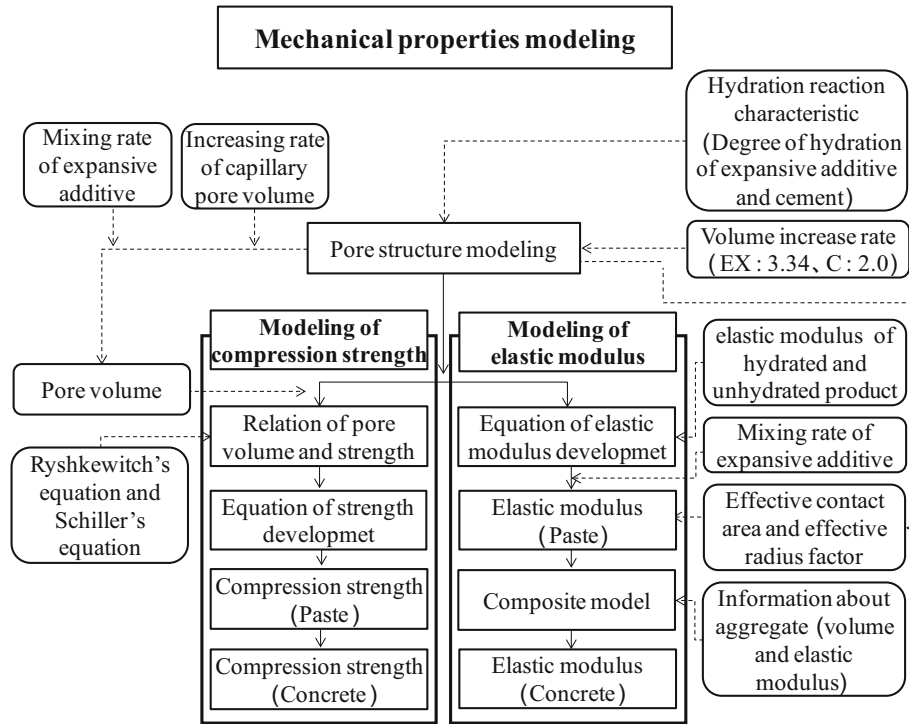 Mechanical properties modeling
Hydration reaction
characteristic
(Degree of hydration
of expansive additive
and cement)
Mixing rate
of expansive
additive
Increasing rate
of capillary
pore volume
Pore structure modeling
Volume increase rate
(EX : 3.34、C : 2.0)
Modeling of
compression strength
Modeling of
elastic modulus
elastic modulus of
hydrated and
unhydrated product
Pore volume
Relation of pore
volume and strength
Equation of elastic
modulus developmet
Mixing rate of
expansive additive
Ryshkewitch's
equation and
Schiller's
equation
Equation of strength
developmet
Elastic modulus
(Paste)
Effective contact
area and effective
radius factor
Compression strength
(Paste)
Composite model
Information about
aggregate (volume
and elastic
modulus)
Compression strength
(Concrete)
Elastic modulus
(Concrete)